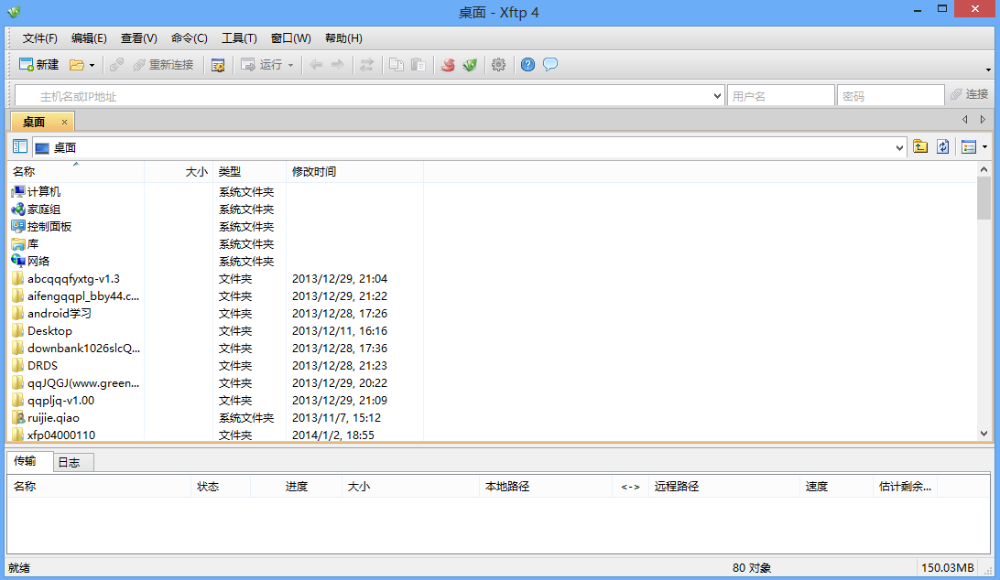 桌面 - Xftp 4
文件(F) 编辑(E) 查看(V) 命令(C) 工具(T) 窗口(W) 帮助(H)
新建 重新连接 运行
主机名或IP地址 用户名 密码 连接
桌面
桌面
名称 大小 类型 修改时间
计算机 系统文件夹
家庭组 系统文件夹
控制面板 系统文件夹
库 系统文件夹
网络 系统文件夹
abcqqqfyxtg-v1.3 文件夹 2013/12/29, 21:04
aifengqqpl_bby44.c... 文件夹 2013/12/29, 21:22
android学习 文件夹 2013/12/28, 17:26
Desktop 文件夹 2013/12/11, 16:16
downbank1026slcQ... 文件夹 2013/12/28, 17:36
DRDS 文件夹 2013/12/28, 21:23
qqJQGJ(www.green... 文件夹 2013/12/29, 20:22
qqpljq-v1.00 文件夹 2013/12/29, 21:09
ruijie.qiao 系统文件夹 2013/11/7, 15:12
xfp04000110 文件夹 2014/1/2, 18:55
传输 日志
名称 状态 进度 大小 本地路径 <-> 远程路径 速度 估计剩余...
就绪 80 对象 150.03MB